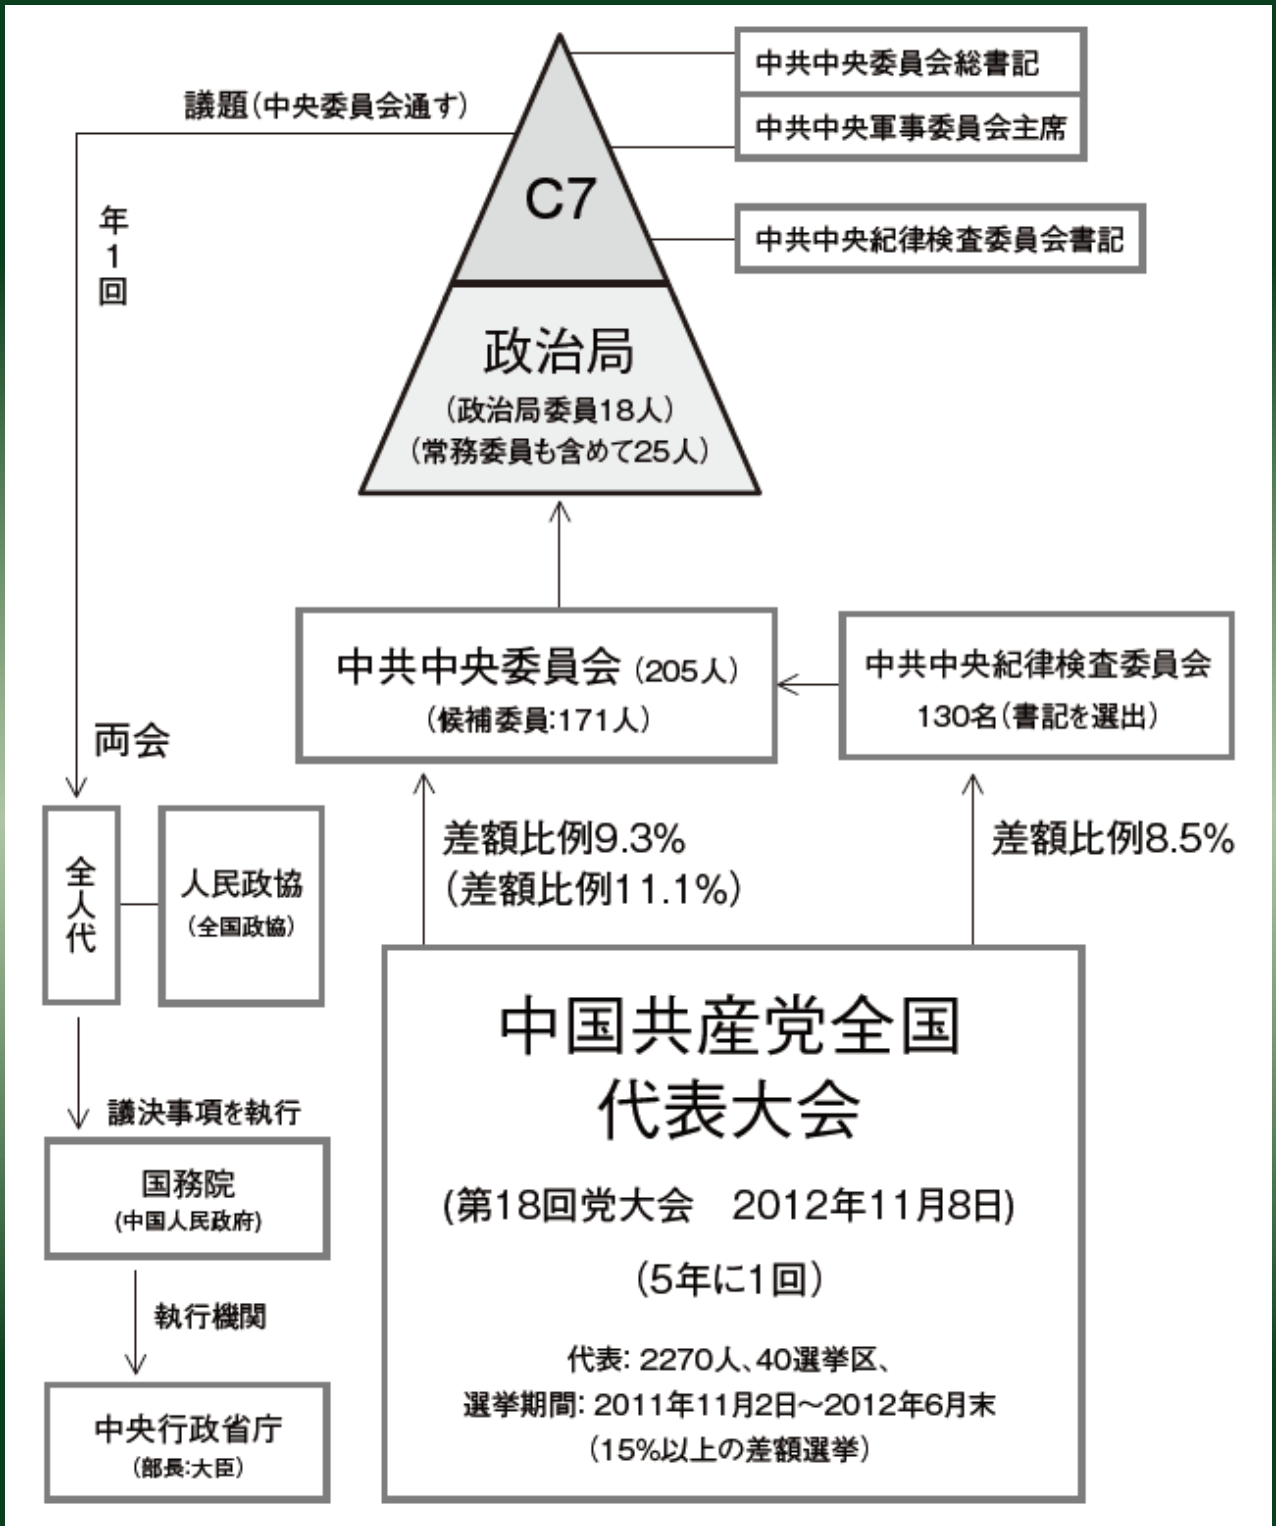 中共中央委員会総書記
議題（中央委員会通す）
中共中央軍事委員会主席
C7
年1回
中共中央紀律検査委員会書記
政治局
（政治局委員18人）
（常務委員も含めて25人）
中共中央委員会（205人）
（候補委員:171人）
中共中央紀律検査委員会
130名（書記を選出）
両会
差額比例9.3%
（差額比例11.1%）
差額比例8.5%
全人代
人民政協
（全国政協）
中国共産党全国
代表大会
(第18回党大会　2012年11月8日)
（5年に1回）
代表: 2270人、40選挙区、
選挙期間: 2011年11月2日〜2012年6月末
（15%以上の差額選挙）
議決事項を執行
国務院
(中国人民政府)
執行機関
中央行政省庁
（部長:大臣）